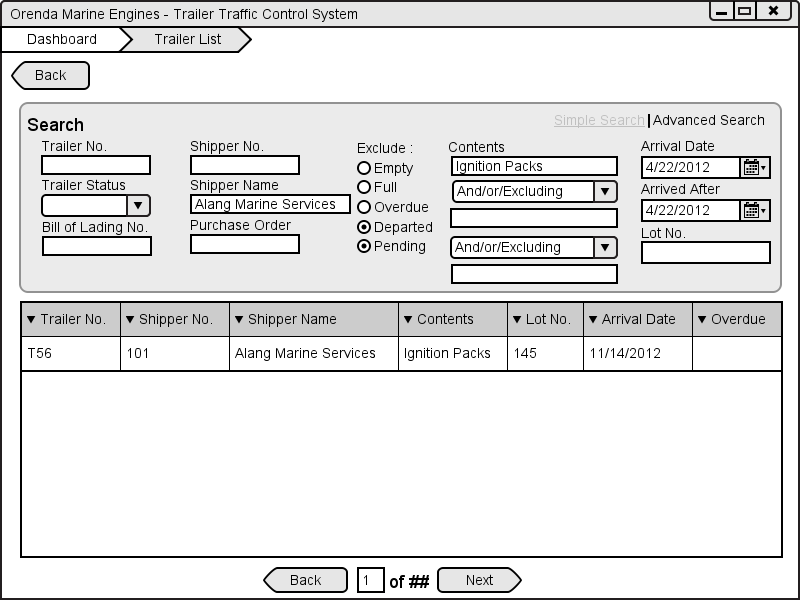 Orenda Marine Engines - Trailer Traffic Control System
Dashboard Trailer List
Back
Search
Simple Search Advanced Search
Trailer No.
Trailer Status
Bill of Lading No.
Shipper No.
Shipper Name
Alang Marine Services
Purchase Order
Exclude :
Empty
Full
Overdue
Departed
Pending
Contents
Ignition Packs
And/or/Excluding
And/or/Excluding
Arrival Date
4/22/2012
Arrived After
4/22/2012
Lot No.
Trailer No. Shipper No. Shipper Name Contents Lot No. Arrival Date Overdue
T56 101 Alang Marine Services Ignition Packs 145 11/14/2012
Back 1 of ## Next